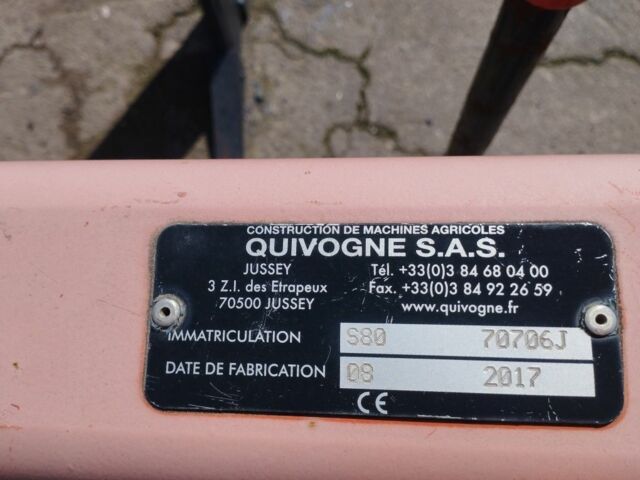 CONSTRUCTION DE MACHINES AGRICOLES
QUIVOGNE S.A.S.
JUSSEY
3 Z.I. des Etrapeux
70500 JUSSEY
Tél. +33(0)3 84 68 04 00
Fax. +33(0)3 84 92 26 59
www.quivogne.fr
IMMATRICULATION S80 70706J
DATE DE FABRICATION 08 2017
CE